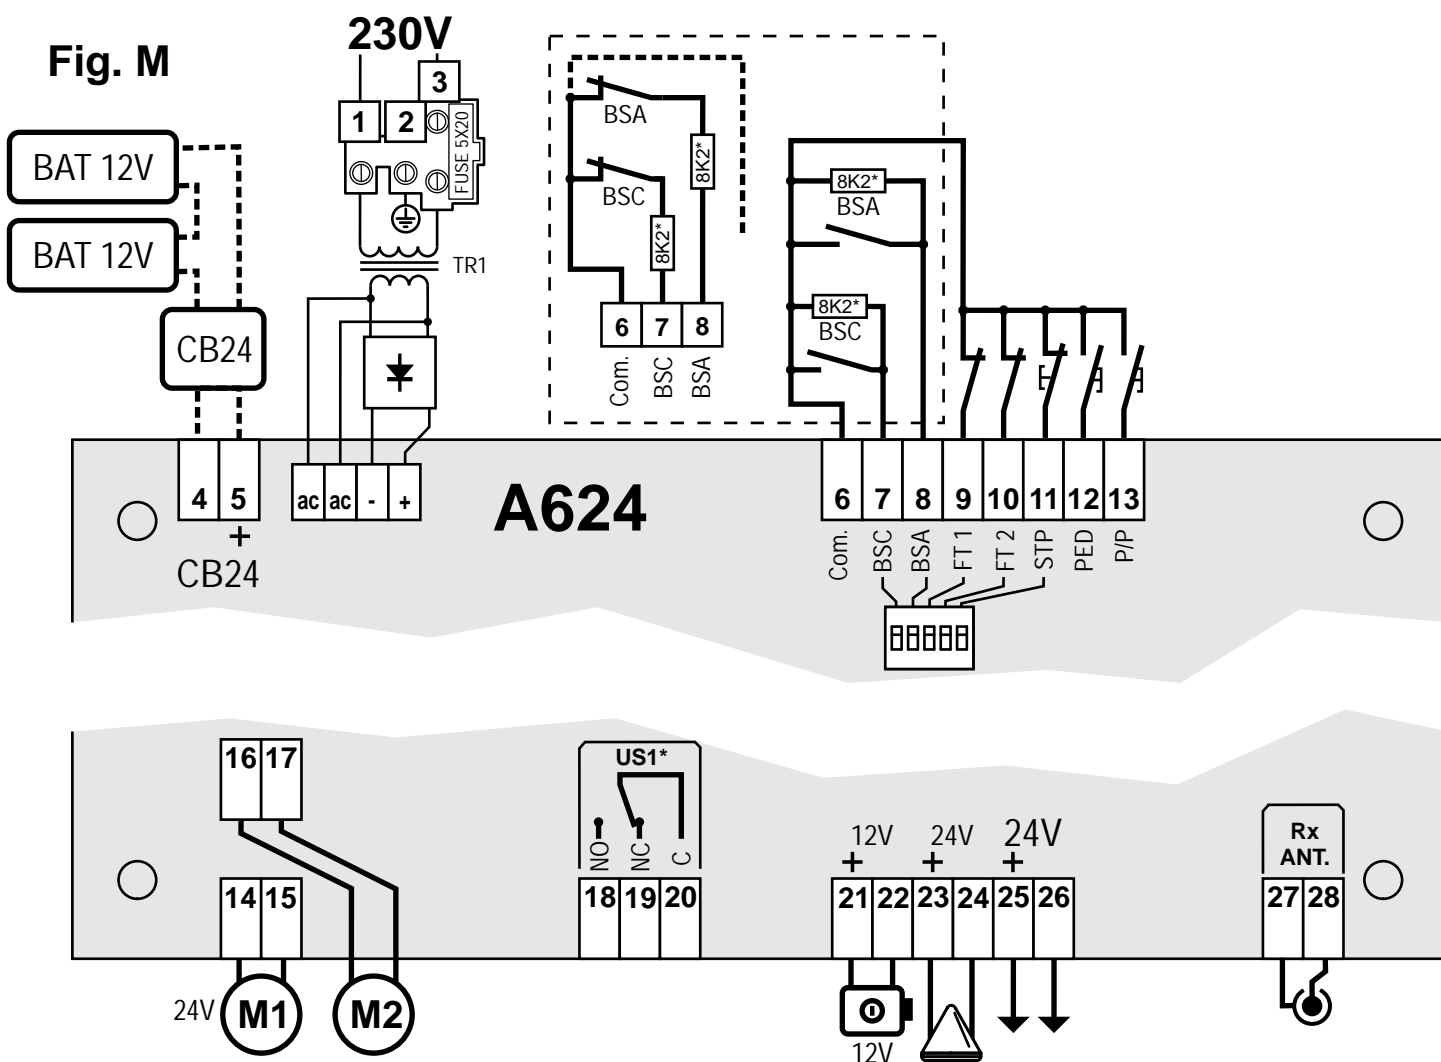 Fig. M
230V
3
1 2
FUSE 5X20
BAT 12V
BAT 12V
CB24
TR1
BSA
8K2*
BSC
8K2*
6 7 8
Com. BSC BSA
8K2*
BSA
8K2*
BSC
4 5
+
CB24
ac ac - +
A624
6 7 8 9 10 11 12 13
Com. BSC BSA FT 1 FT 2 STP PED P/P
16 17
14 15
24V M1 M2
US1*
NO NC C
18 19 20
12V 24V 24V
+ + +
21 22 23 24 25 26
12V
Rx
ANT.
27 28